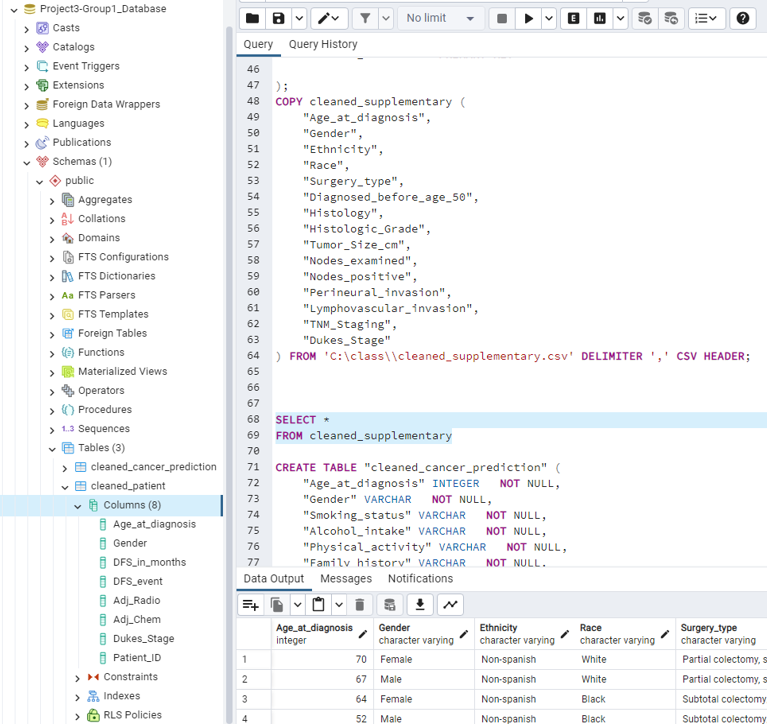 Project3-Group1_Database
Casts
Catalogs
Event Triggers
Extensions
Foreign Data Wrappers
Languages
Publications
Schemas (1)
public
Aggregates
Collations
Domains
FTS Configurations
FTS Dictionaries
FTS Parsers
FTS Templates
Foreign Tables
Functions
Materialized Views
Operators
Procedures
1..3 Sequences
Tables (3)
cleaned_cancer_prediction
cleaned_patient
Columns (8)
Age_at_diagnosis
Gender
DFS_in_months
DFS_event
Adj_Radio
Adj_Chem
Dukes_Stage
Patient_ID
Constraints
Indexes
RLS Policies
No limit
Query Query History
46
47 );
48 COPY cleaned_supplementary (
49 "Age_at_diagnosis",
50 "Gender",
51 "Ethnicity",
52 "Race",
53 "Surgery_type",
54 "Diagnosed_before_age_50",
55 "Histology",
56 "Histologic_Grade",
57 "Tumor_Size_cm",
58 "Nodes_examined",
59 "Nodes_positive",
60 "Perineural_invasion",
61 "Lymphovascular_invasion",
62 "TNM_Staging",
63 "Dukes_Stage"
64 ) FROM 'C:\class\\cleaned_supplementary.csv' DELIMITER ',' CSV HEADER;
65
66
67
68 SELECT *
69 FROM cleaned_supplementary
70
71 CREATE TABLE "cleaned_cancer_prediction" (
72 "Age_at_diagnosis" INTEGER NOT NULL,
73 "Gender" VARCHAR NOT NULL,
74 "Smoking_status" VARCHAR NOT NULL,
75 "Alcohol_intake" VARCHAR NOT NULL,
76 "Physical_activity" VARCHAR NOT NULL,
77 "Family_history" VARCHAR NOT NULL,
Data Output Messages Notifications
Age_at_diagnosis Gender Ethnicity Race Surgery_type
integer character varying character varying character varying character varying
1 70 Female Non-spanish White Partial colectomy, s
2 67 Male Non-spanish White Partial colectomy, s
3 64 Female Non-spanish Black Subtotal colectomy
4 52 Male Non-spanish Black Subtotal colectomy